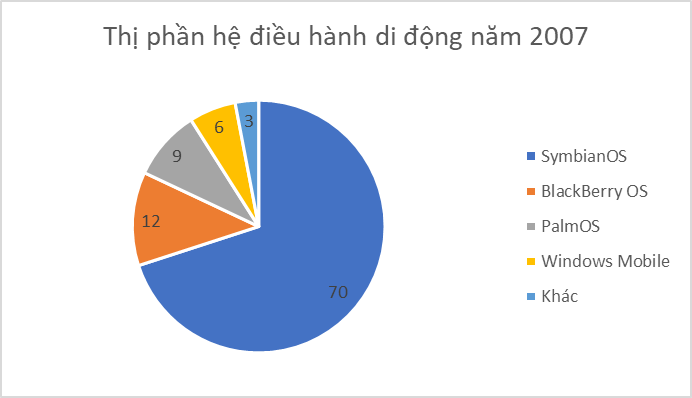 Thị phần hệ điều hành di động năm 2007
3
6
9
12
70
SymbianOS
BlackBerry OS
PalmOS
Windows Mobile
Khác